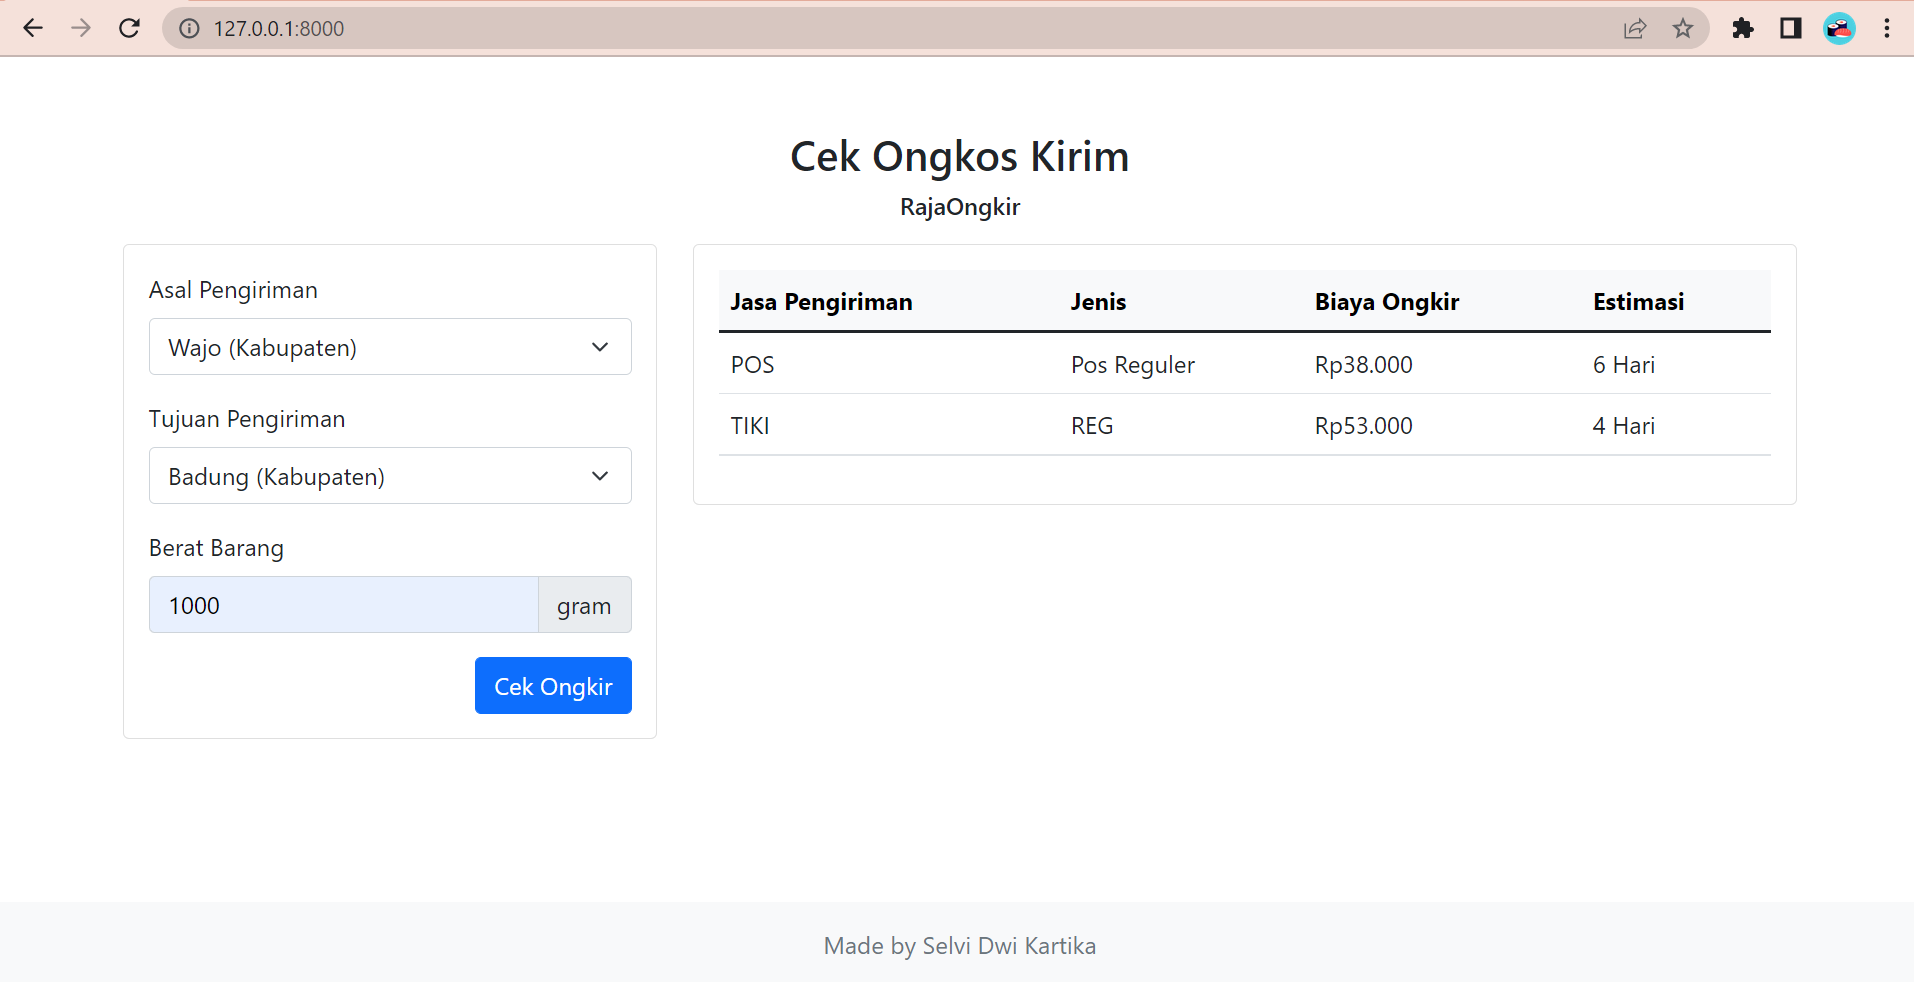 127.0.0.1:8000
Cek Ongkos Kirim
RajaOngkir
Asal Pengiriman
Wajo (Kabupaten)
Tujuan Pengiriman
Badung (Kabupaten)
Berat Barang
1000 gram
Cek Ongkir
Jasa Pengiriman Jenis Biaya Ongkir Estimasi
POS Pos Reguler Rp38.000 6 Hari
TIKI REG Rp53.000 4 Hari
Made by Selvi Dwi Kartika